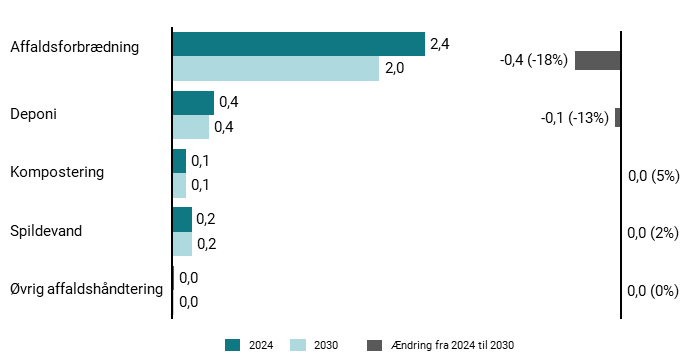 Affaldsforbrædning
2,4
2,0
-0,4 (-18%)
Deponi
0,4
0,4
-0,1 (-13%)
Kompostering
0,1
0,1
0,0 (5%)
Spildevand
0,2
0,2
0,0 (2%)
Øvrig affaldshåndtering
0,0
0,0
0,0 (0%)
2024
2030
Ændring fra 2024 til 2030